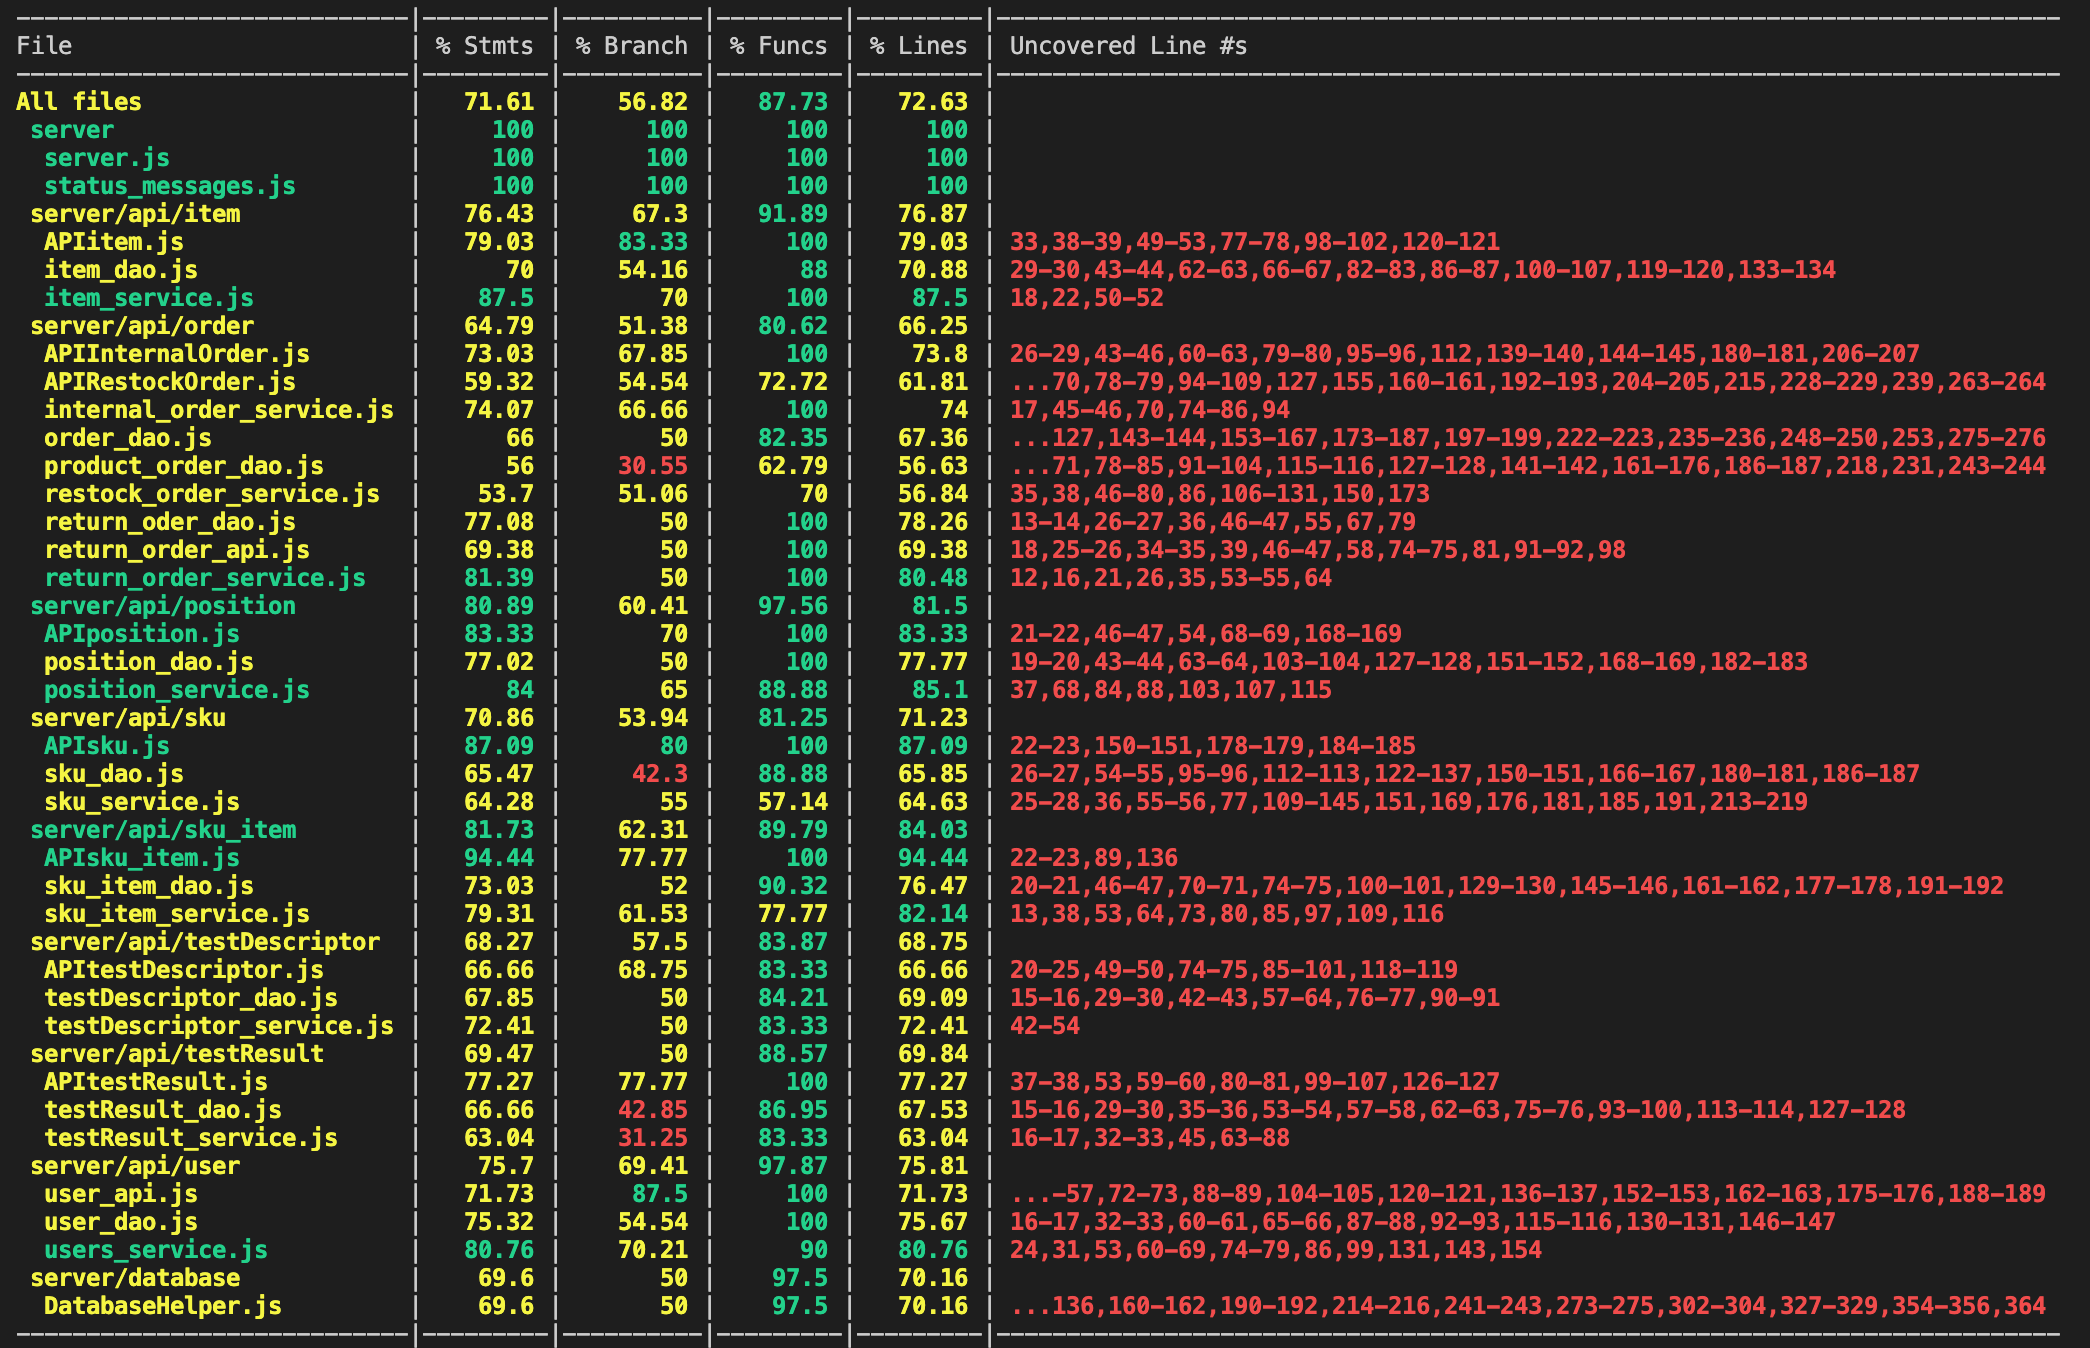 File | % Stmts | % Branch | % Funcs | % Lines | Uncovered Line #s
All files | 71.61 | 56.82 | 87.73 | 72.63 |
server | 100 | 100 | 100 | 100 |
server.js | 100 | 100 | 100 | 100 |
status_messages.js | 100 | 100 | 100 | 100 |
server/api/item | 76.43 | 67.3 | 91.89 | 76.87 |
APIitem.js | 79.03 | 83.33 | 100 | 79.03 | 33,38-39,49-53,77-78,98-102,120-121
item_dao.js | 70 | 54.16 | 88 | 70.88 | 29-30,43-44,62-63,66-67,82-83,86-87,100-107,119-120,133-134
item_service.js | 87.5 | 70 | 100 | 87.5 | 18,22,50-52
server/api/order | 64.79 | 51.38 | 80.62 | 66.25 |
APIInternalOrder.js | 73.03 | 67.85 | 100 | 73.8 | 26-29,43-46,60-63,79-80,95-96,112,139-140,144-145,180-181,206-207
APIRestockOrder.js | 59.32 | 54.54 | 72.72 | 61.81 | ...70,78-79,94-109,127,155,160-161,192-193,204-205,215,228-229,239,263-264
internal_order_service.js | 74.07 | 66.66 | 100 | 74 | 17,45-46,70,74-86,94
order_dao.js | 66 | 50 | 82.35 | 67.36 | ...127,143-144,153-167,173-187,197-199,222-223,235-236,248-250,253,275-276
product_order_dao.js | 56 | 30.55 | 62.79 | 56.63 | ...71,78-85,91-104,115-116,127-128,141-142,161-176,186-187,218,231,243-244
restock_order_service.js | 53.7 | 51.06 | 70 | 56.84 | 35,38,46-80,86,106-131,150,173
return_oder_dao.js | 77.08 | 50 | 100 | 78.26 | 13-14,26-27,36,46-47,55,67,79
return_order_api.js | 69.38 | 50 | 100 | 69.38 | 18,25-26,34-35,39,46-47,58,74-75,81,91-92,98
return_order_service.js | 81.39 | 50 | 100 | 80.48 | 12,16,21,26,35,53-55,64
server/api/position | 80.89 | 60.41 | 97.56 | 81.5 |
APIposition.js | 83.33 | 70 | 100 | 83.33 | 21-22,46-47,54,68-69,168-169
position_dao.js | 77.02 | 50 | 100 | 77.77 | 19-20,43-44,63-64,103-104,127-128,151-152,168-169,182-183
position_service.js | 84 | 65 | 88.88 | 85.1 | 37,68,84,88,103,107,115
server/api/sku | 70.86 | 53.94 | 81.25 | 71.23 |
APIsku.js | 87.09 | 80 | 100 | 87.09 | 22-23,150-151,178-179,184-185
sku_dao.js | 65.47 | 42.3 | 88.88 | 65.85 | 26-27,54-55,95-96,112-113,122-137,150-151,166-167,180-181,186-187
sku_service.js | 64.28 | 55 | 57.14 | 64.63 | 25-28,36,55-56,77,109-145,151,169,176,181,185,191,213-219
server/api/sku_item | 81.73 | 62.31 | 89.79 | 84.03 |
APIsku_item.js | 94.44 | 77.77 | 100 | 94.44 | 22-23,89,136
sku_item_dao.js | 73.03 | 52 | 90.32 | 76.47 | 20-21,46-47,70-71,74-75,100-101,129-130,145-146,161-162,177-178,191-192
sku_item_service.js | 79.31 | 61.53 | 77.77 | 82.14 | 13,38,53,64,73,80,85,97,109,116
server/api/testDescriptor | 68.27 | 57.5 | 83.87 | 68.75 |
APItestDescriptor.js | 66.66 | 68.75 | 83.33 | 66.66 | 20-25,49-50,74-75,85-101,118-119
testDescriptor_dao.js | 67.85 | 50 | 84.21 | 69.09 | 15-16,29-30,42-43,57-64,76-77,90-91
testDescriptor_service.js | 72.41 | 50 | 83.33 | 72.41 | 42-54
server/api/testResult | 69.47 | 50 | 88.57 | 69.84 |
APItestResult.js | 77.27 | 77.77 | 100 | 77.27 | 37-38,53,59-60,80-81,99-107,126-127
testResult_dao.js | 66.66 | 42.85 | 86.95 | 67.53 | 15-16,29-30,35-36,53-54,57-58,62-63,75-76,93-100,113-114,127-128
testResult_service.js | 63.04 | 31.25 | 83.33 | 63.04 | 16-17,32-33,45,63-88
server/api/user | 75.7 | 69.41 | 97.87 | 75.81 |
user_api.js | 71.73 | 87.5 | 100 | 71.73 | ...-57,72-73,88-89,104-105,120-121,136-137,152-153,162-163,175-176,188-189
user_dao.js | 75.32 | 54.54 | 100 | 75.67 | 16-17,32-33,60-61,65-66,87-88,92-93,115-116,130-131,146-147
users_service.js | 80.76 | 70.21 | 90 | 80.76 | 24,31,53,60-69,74-79,86,99,131,143,154
server/database | 69.6 | 50 | 97.5 | 70.16 |
DatabaseHelper.js | 69.6 | 50 | 97.5 | 70.16 | ...136,160-162,190-192,214-216,241-243,273-275,302-304,327-329,354-356,364